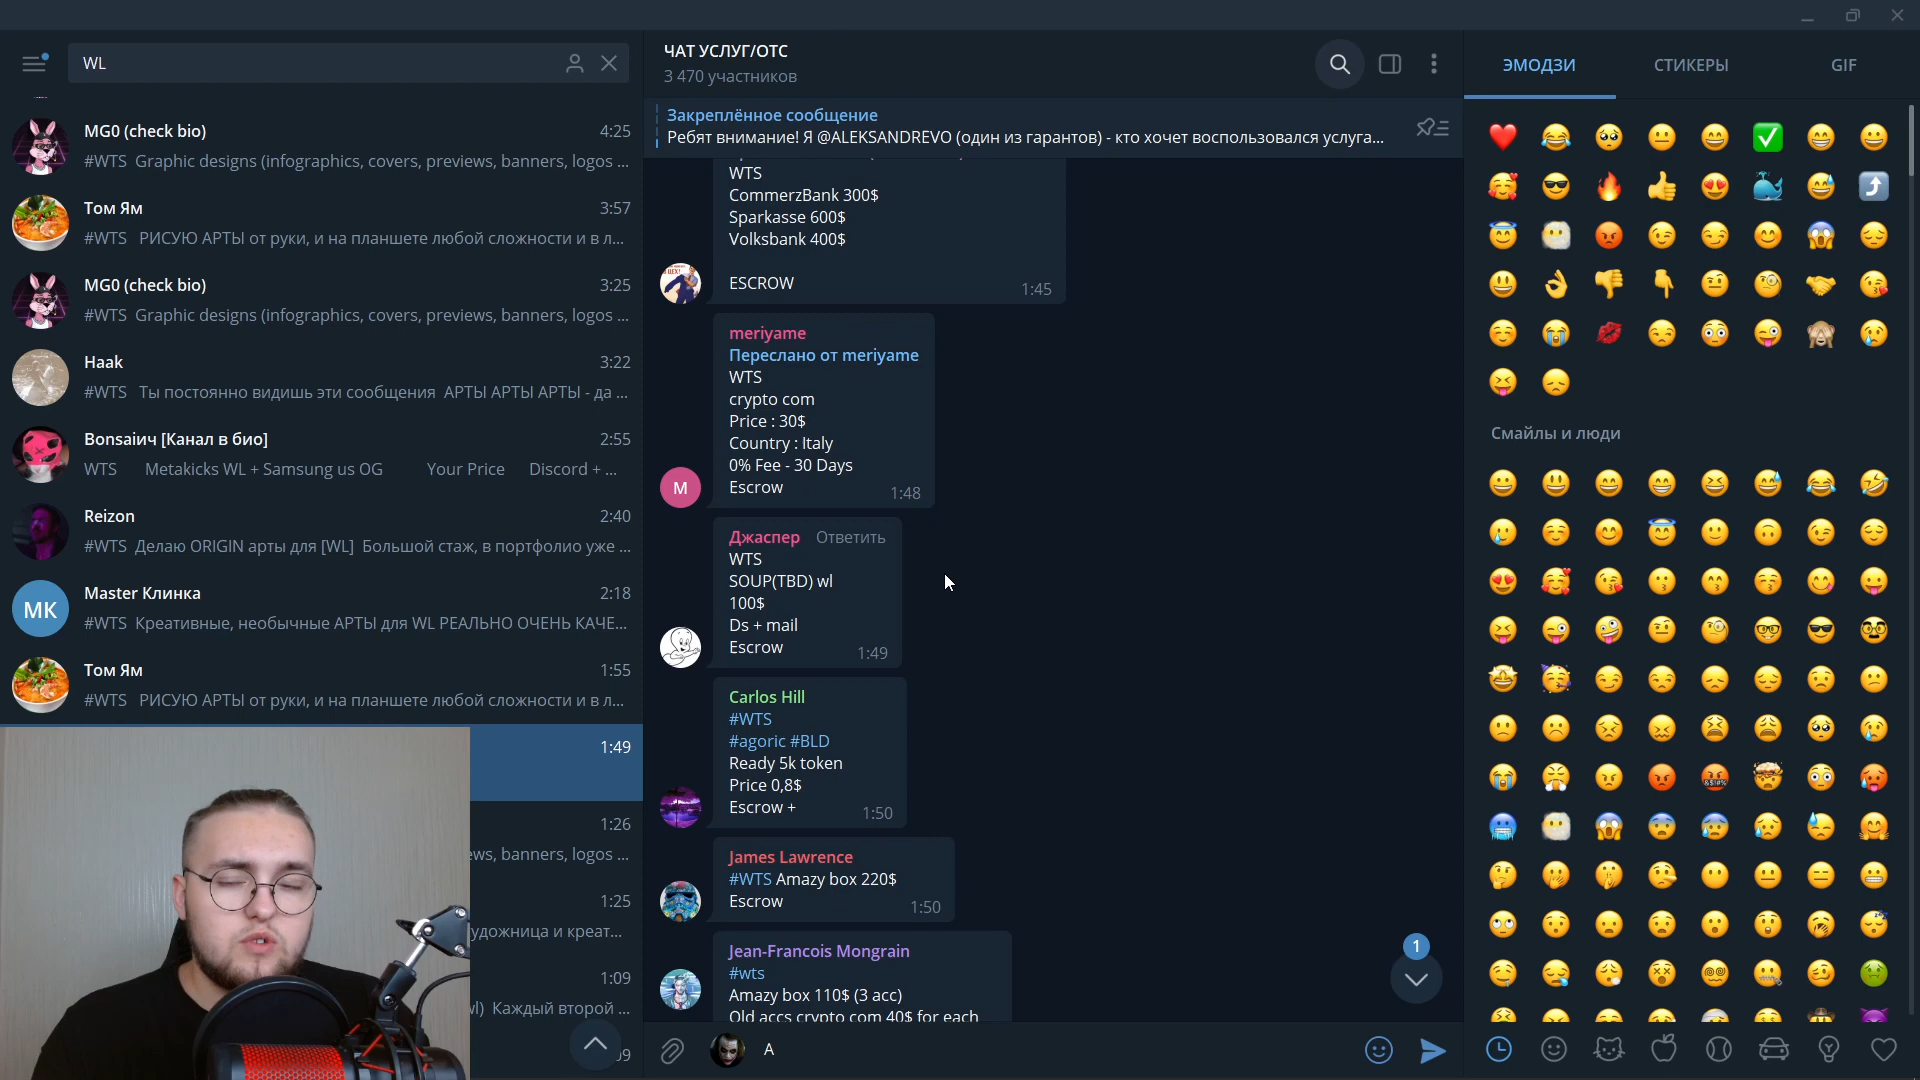 WL
MG0 (check bio) 4:25
#WTS Graphic designs (infographics, covers, previews, banners, logos ...
Том Ям 3:57
#WTS РИСУЮ АРТЫ от руки, и на планшете любой сложности и в л...
MG0 (check bio) 3:25
#WTS Graphic designs (infographics, covers, previews, banners, logos ...
Haak 3:22
#WTS Ты постоянно видишь эти сообщения АРТЫ АРТЫ АРТЫ - да ...
Bonsaiич [Канал в био] 2:55
WTS Metakicks WL + Samsung us OG Your Price Discord + ...
Reizon 2:40
#WTS Делаю ORIGIN арты для [WL] Большой стаж, в портфолио уже ...
МК
Master Клинка 2:18
#WTS Креативные, необычные АРТЫ для WL РЕАЛЬНО ОЧЕНЬ КАЧЕ...
Том Ям 1:55
#WTS РИСУЮ АРТЫ от руки, и на планшете любой сложности и в л...
1:49
1:26
ews, banners, logos ...
1:25
удожница и креат...
1:09
wl) Каждый второй ...
ЧАТ УСЛУГ/OTC
3 470 участников
Закреплённое сообщение
Ребят внимание! Я @ALEKSANDREVO (один из гарантов) - кто хочет воспользовался услуга...
WTS
CommerzBank 300$
Sparkasse 600$
Volksbank 400$
ESCROW 1:45
meriyame
Переслано от meriyame
WTS
crypto com
Price : 30$
Country : Italy
0% Fee - 30 Days
Escrow 1:48
M
Джаспер Ответить
WTS
SOUP(TBD) wl
100$
Ds + mail
Escrow 1:49
Carlos Hill
#WTS
#agoric #BLD
Ready 5k token
Price 0,8$
Escrow + 1:50
James Lawrence
#WTS Amazy box 220$
Escrow 1:50
Jean-Francois Mongrain
#wts
Amazy box 110$ (3 acc)
Old accs crypto com 40$ for each
1
А
ЭМОДЗИ СТИКЕРЫ GIF
Смайлы и люди